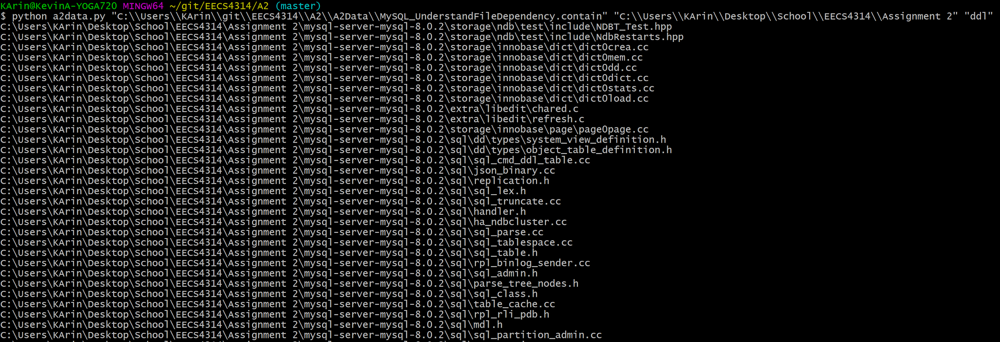 KArin@KevinA-YOGA720 MINGW64 ~/git/EECS4314/A2 (master)
$ python a2data.py "C:\\Users\\KArin\\git\\EECS4314\\A2\\A2Data\\MySQL_UnderstandFileDependency.contain" "C:\\Users\\KArin\\Desktop\\School\\EECS4314\\Assignment 2" "ddl"
C:\Users\KArin\Desktop\School\EECS4314\Assignment 2\mysql-server-mysql-8.0.2\storage\ndb\test\include\NDBT_Test.hpp
C:\Users\KArin\Desktop\School\EECS4314\Assignment 2\mysql-server-mysql-8.0.2\storage\ndb\test\include\NdbRestarts.hpp
C:\Users\KArin\Desktop\School\EECS4314\Assignment 2\mysql-server-mysql-8.0.2\storage\innobase\dict\dict0crea.cc
C:\Users\KArin\Desktop\School\EECS4314\Assignment 2\mysql-server-mysql-8.0.2\storage\innobase\dict\dict0mem.cc
C:\Users\KArin\Desktop\School\EECS4314\Assignment 2\mysql-server-mysql-8.0.2\storage\innobase\dict\dict0dd.cc
C:\Users\KArin\Desktop\School\EECS4314\Assignment 2\mysql-server-mysql-8.0.2\storage\innobase\dict\dict0dict.cc
C:\Users\KArin\Desktop\School\EECS4314\Assignment 2\mysql-server-mysql-8.0.2\storage\innobase\dict\dict0stats.cc
C:\Users\KArin\Desktop\School\EECS4314\Assignment 2\mysql-server-mysql-8.0.2\storage\innobase\dict\dict0load.cc
C:\Users\KArin\Desktop\School\EECS4314\Assignment 2\mysql-server-mysql-8.0.2\extra\libedit\chared.c
C:\Users\KArin\Desktop\School\EECS4314\Assignment 2\mysql-server-mysql-8.0.2\extra\libedit\refresh.c
C:\Users\KArin\Desktop\School\EECS4314\Assignment 2\mysql-server-mysql-8.0.2\storage\innobase\page\page0page.cc
C:\Users\KArin\Desktop\School\EECS4314\Assignment 2\mysql-server-mysql-8.0.2\sql\dd\types\system_view_definition.h
C:\Users\KArin\Desktop\School\EECS4314\Assignment 2\mysql-server-mysql-8.0.2\sql\dd\types\object_table_definition.h
C:\Users\KArin\Desktop\School\EECS4314\Assignment 2\mysql-server-mysql-8.0.2\sql\sql_cmd_ddl_table.cc
C:\Users\KArin\Desktop\School\EECS4314\Assignment 2\mysql-server-mysql-8.0.2\sql\json_binary.cc
C:\Users\KArin\Desktop\School\EECS4314\Assignment 2\mysql-server-mysql-8.0.2\sql\replication.h
C:\Users\KArin\Desktop\School\EECS4314\Assignment 2\mysql-server-mysql-8.0.2\sql\sql_lex.h
C:\Users\KArin\Desktop\School\EECS4314\Assignment 2\mysql-server-mysql-8.0.2\sql\sql_truncate.cc
C:\Users\KArin\Desktop\School\EECS4314\Assignment 2\mysql-server-mysql-8.0.2\sql\handler.h
C:\Users\KArin\Desktop\School\EECS4314\Assignment 2\mysql-server-mysql-8.0.2\sql\ha_ndbcluster.cc
C:\Users\KArin\Desktop\School\EECS4314\Assignment 2\mysql-server-mysql-8.0.2\sql\sql_parse.cc
C:\Users\KArin\Desktop\School\EECS4314\Assignment 2\mysql-server-mysql-8.0.2\sql\sql_tablespace.cc
C:\Users\KArin\Desktop\School\EECS4314\Assignment 2\mysql-server-mysql-8.0.2\sql\sql_table.h
C:\Users\KArin\Desktop\School\EECS4314\Assignment 2\mysql-server-mysql-8.0.2\sql\rpl_binlog_sender.cc
C:\Users\KArin\Desktop\School\EECS4314\Assignment 2\mysql-server-mysql-8.0.2\sql\sql_admin.h
C:\Users\KArin\Desktop\School\EECS4314\Assignment 2\mysql-server-mysql-8.0.2\sql\parse_tree_nodes.h
C:\Users\KArin\Desktop\School\EECS4314\Assignment 2\mysql-server-mysql-8.0.2\sql\sql_class.h
C:\Users\KArin\Desktop\School\EECS4314\Assignment 2\mysql-server-mysql-8.0.2\sql\table_cache.cc
C:\Users\KArin\Desktop\School\EECS4314\Assignment 2\mysql-server-mysql-8.0.2\sql\rpl_rli_pdb.h
C:\Users\KArin\Desktop\School\EECS4314\Assignment 2\mysql-server-mysql-8.0.2\sql\mdl.h
C:\Users\KArin\Desktop\School\EECS4314\Assignment 2\mysql-server-mysql-8.0.2\sql\sql_partition_admin.cc